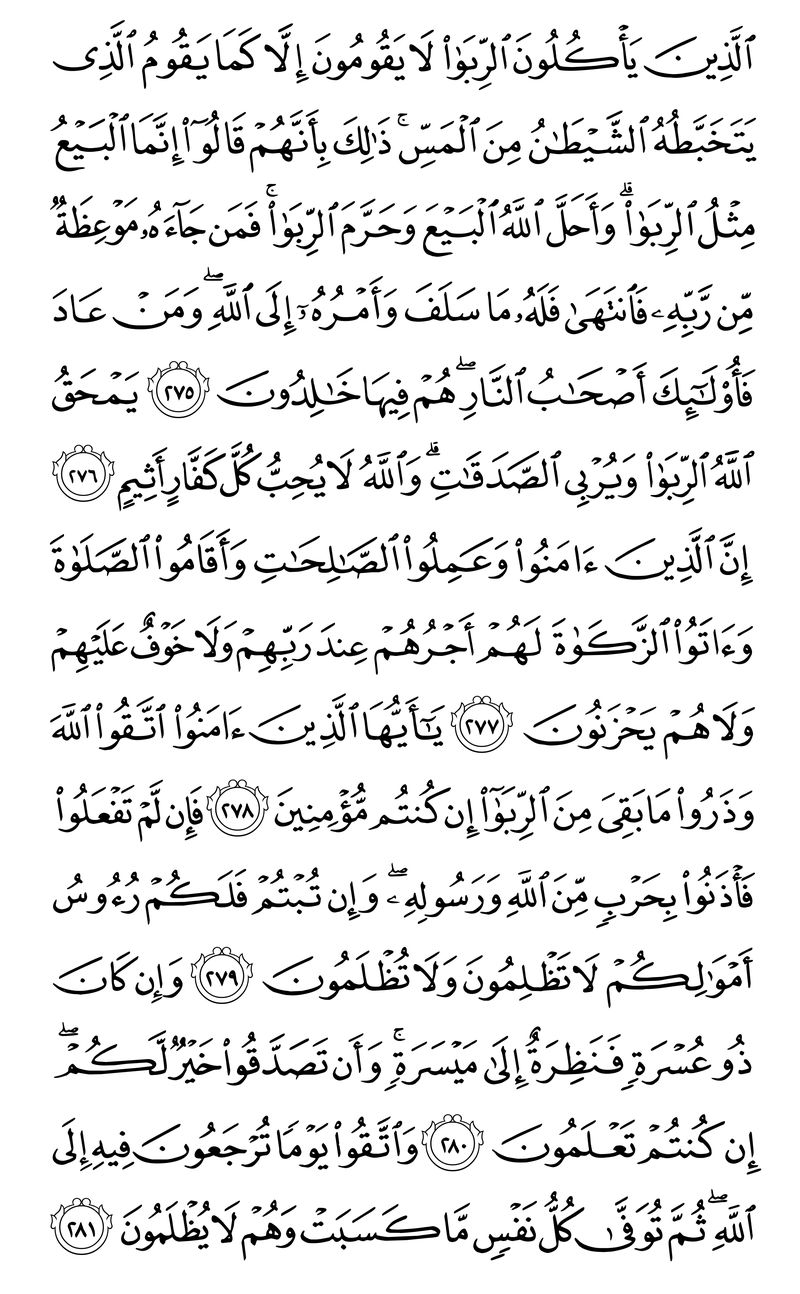 ٱلَّذِينَ يَأْكُلُونَ ٱلرِّبَوٰا۟ لَا يَقُومُونَ إِلَّا كَمَا يَقُومُ ٱلَّذِى
يَتَخَبَّطُهُ ٱلشَّيْطَٰنُ مِنَ ٱلْمَسِّ ۚ ذَٰلِكَ بِأَنَّهُمْ قَالُوٓا۟ إِنَّمَا ٱلْبَيْعُ
مِثْلُ ٱلرِّبَوٰا۟ ۗ وَأَحَلَّ ٱللَّهُ ٱلْبَيْعَ وَحَرَّمَ ٱلرِّبَوٰا۟ ۚ فَمَن جَآءَهُۥ مَوْعِظَةٌ
مِّن رَّبِّهِۦ فَٱنتَهَىٰ فَلَهُۥ مَا سَلَفَ وَأَمْرُهُۥٓ إِلَى ٱللَّهِ ۖ وَمَنْ عَادَ
فَأُو۟لَٰٓئِكَ أَصْحَٰبُ ٱلنَّارِ ۖ هُمْ فِيهَا خَٰلِدُونَ ٢٧٥ يَمْحَقُ
ٱللَّهُ ٱلرِّبَوٰا۟ وَيُرْبِى ٱلصَّدَقَٰتِ ۗ وَٱللَّهُ لَا يُحِبُّ كُلَّ كَفَّارٍ أَثِيمٍ ٢٧٦
إِنَّ ٱلَّذِينَ ءَامَنُوا۟ وَعَمِلُوا۟ ٱلصَّٰلِحَٰتِ وَأَقَامُوا۟ ٱلصَّلَوٰةَ
وَءَاتَوُا۟ ٱلزَّكَوٰةَ لَهُمْ أَجْرُهُمْ عِندَ رَبِّهِمْ وَلَا خَوْفٌ عَلَيْهِمْ
وَلَا هُمْ يَحْزَنُونَ ٢٧٧ يَٰٓأَيُّهَا ٱلَّذِينَ ءَامَنُوا۟ ٱتَّقُوا۟ ٱللَّهَ
وَذَرُوا۟ مَا بَقِىَ مِنَ ٱلرِّبَوٰٓا۟ إِن كُنتُم مُّؤْمِنِينَ ٢٧٨ فَإِن لَّمْ تَفْعَلُوا۟
فَأْذَنُوا۟ بِحَرْبٍ مِّنَ ٱللَّهِ وَرَسُولِهِۦ ۖ وَإِن تُبْتُمْ فَلَكُمْ رُءُوسُ
أَمْوَٰلِكُمْ لَا تَظْلِمُونَ وَلَا تُظْلَمُونَ ٢٧٩ وَإِن كَانَ
ذُو عُسْرَةٍ فَنَظِرَةٌ إِلَىٰ مَيْسَرَةٍ ۚ وَأَن تَصَدَّقُوا۟ خَيْرٌ لَّكُمْ ۖ
إِن كُنتُمْ تَعْلَمُونَ ٢٨٠ وَٱتَّقُوا۟ يَوْمًا تُرْجَعُونَ فِيهِ إِلَى
ٱللَّهِ ۖ ثُمَّ تُوَفَّىٰ كُلُّ نَفْسٍ مَّا كَسَبَتْ وَهُمْ لَا يُظْلَمُونَ ٢٨١